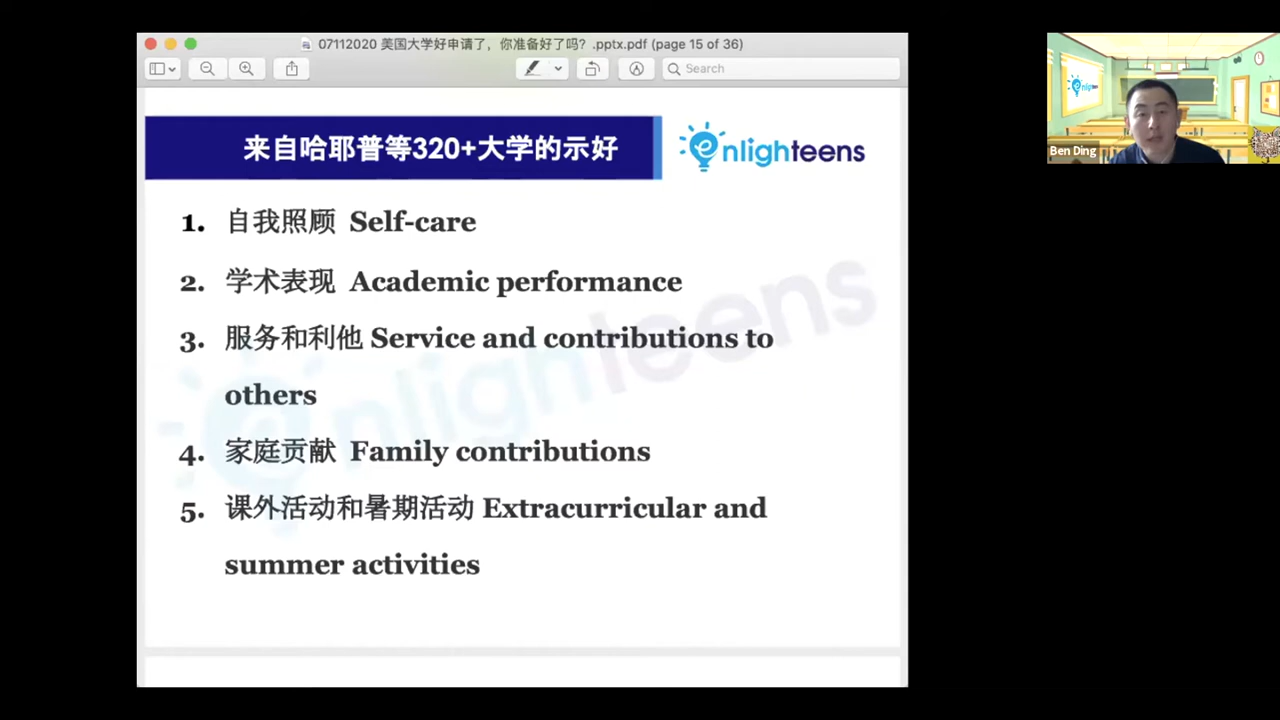 07112020 美国大学好申请了，你准备好了吗？.pptx.pdf (page 15 of 36)
Search
来自哈耶普等320+大学的示好
enlighteens
1. 自我照顾 Self-care
2. 学术表现 Academic performance
3. 服务和利他 Service and contributions to
others
4. 家庭贡献 Family contributions
5. 课外活动和暑期活动 Extracurricular and
summer activities
enlighteens
enlighteen
Ben Ding